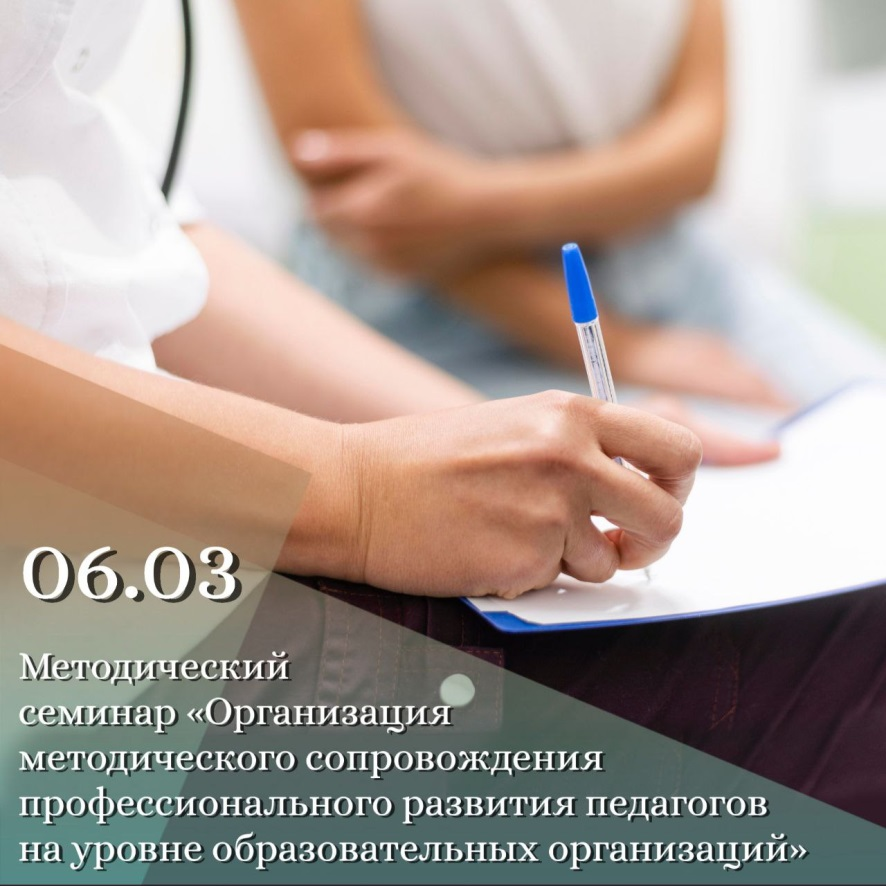 06.03
Методический
семинар «Организация
методического сопровождения
профессионального развития педагогов
на уровне образовательных организаций»